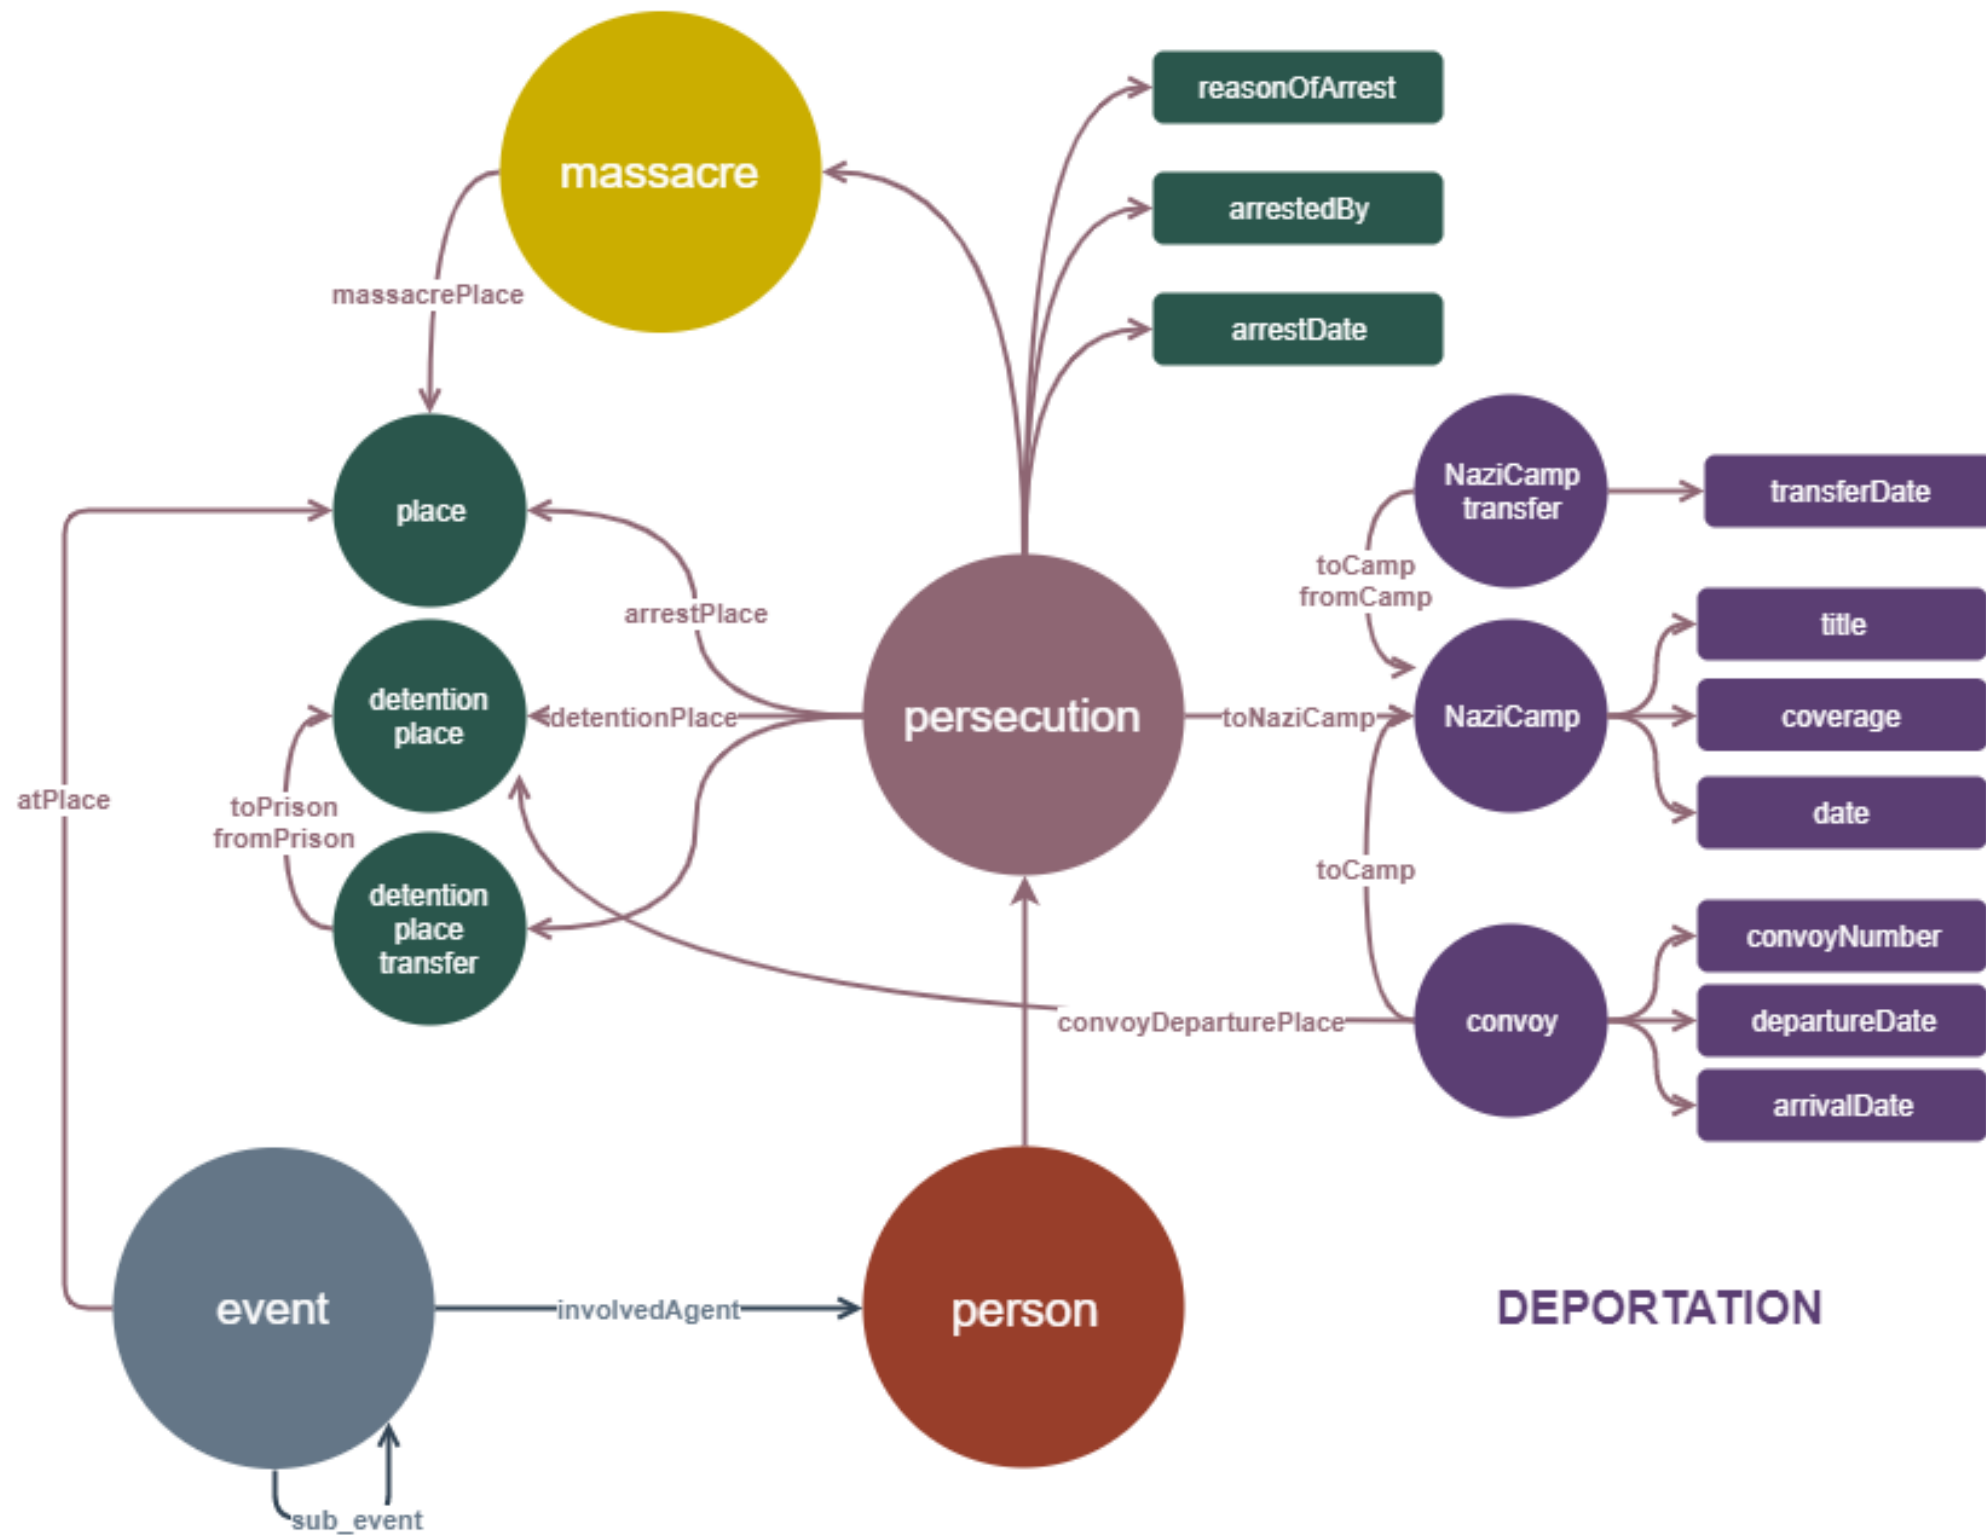 massacre
reasonOfArrest
arrestedBy
arrestDate
massacrePlace
place
arrestPlace
detention
place
detentionPlace
toPrison
fromPrison
detention
place
transfer
atPlace
persecution
toNaziCamp
NaziCamp
transfer
transferDate
toCamp
fromCamp
NaziCamp
title
coverage
date
toCamp
convoy
convoyNumber
departureDate
arrivalDate
convoyDeparturePlace
event
involvedAgent
person
DEPORTATION
sub_event